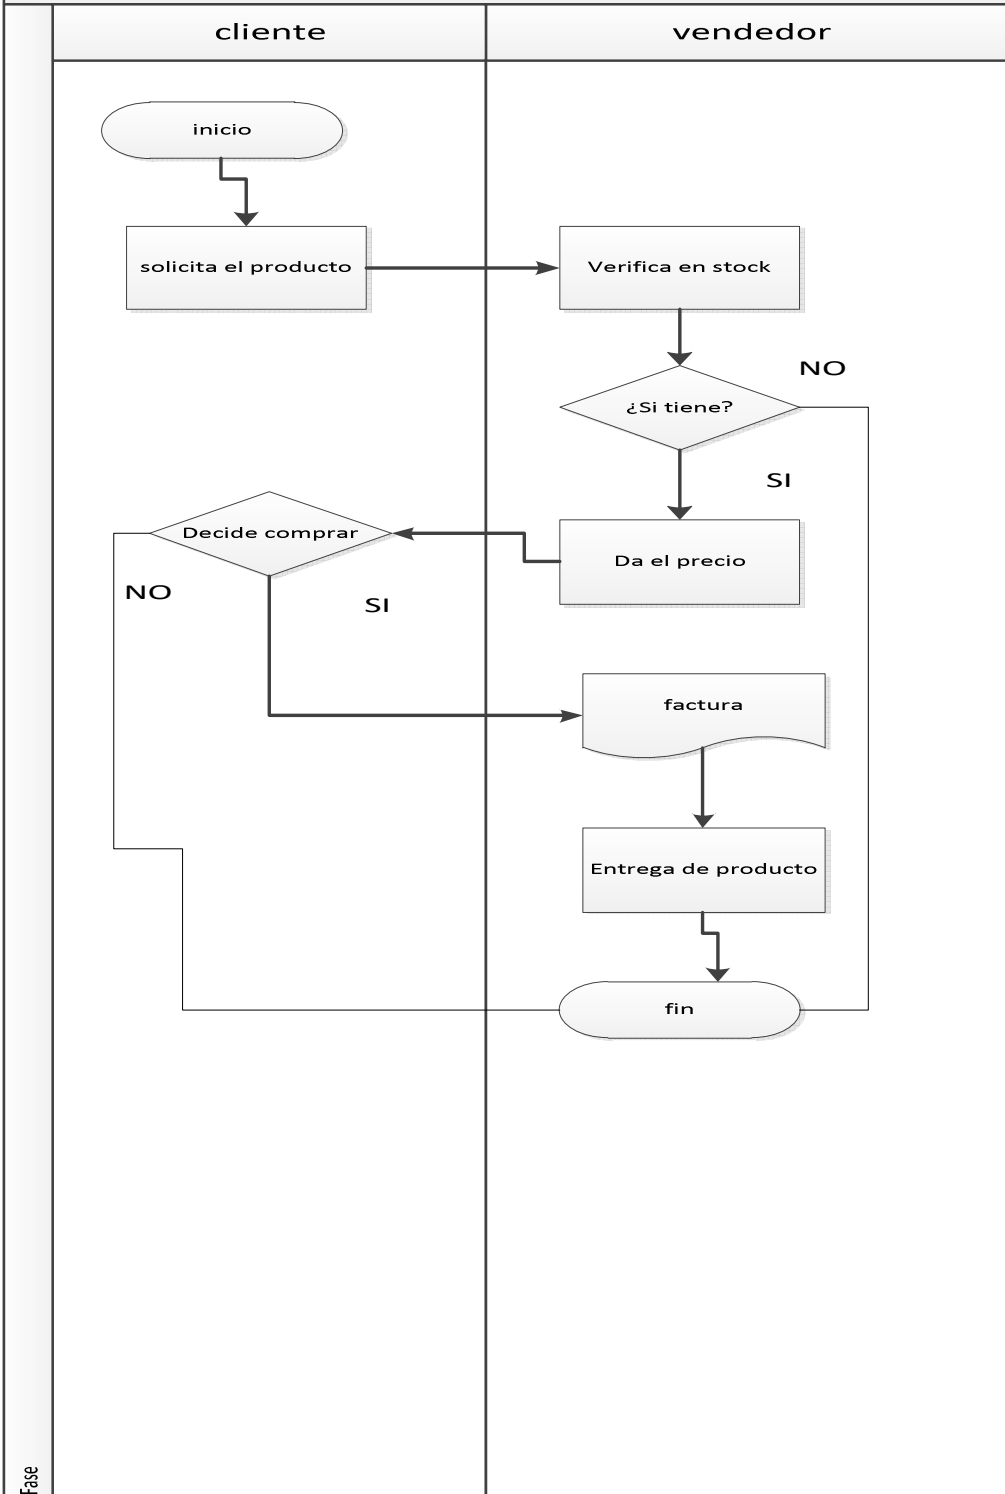 cliente
vendedor
inicio
solicita el producto
Verifica en stock
NO
¿Si tiene?
SI
Decide comprar
Da el precio
NO
SI
factura
Entrega de producto
fin
Fase